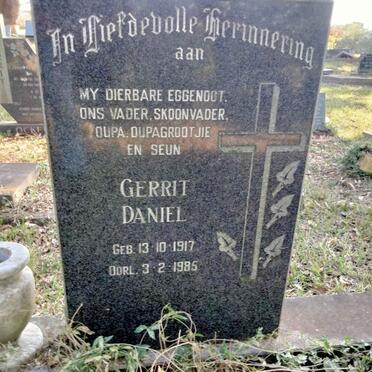 In Liefdevolle Herinnering
aan
MY DIERBARE EGGENOOT,
ONS VADER, SKOONVADER,
OUPA, OUPAGROOTJIE
EN SEUN
GERRIT
DANIEL
GEB. 13·10·1917
OORL. 3·2·1985